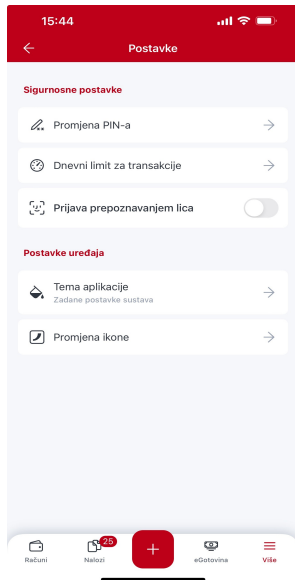 15:44
Postavke
Sigurnosne postavke
Promjena PIN-a
Dnevni limit za transakcije
Prijava prepoznavanjem lica
Postavke uređaja
Tema aplikacije
Zadane postavke sustava
Promjena ikone
25
Računi
Nalozi
eGotovina
Više